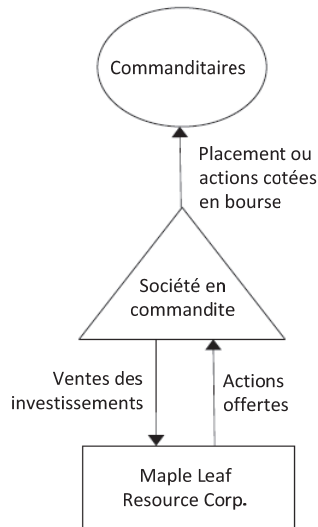 Commanditaires
Placement ou
actions cotées
en bourse
Société en
commandite
Ventes des
investissements
Actions
offertes
Maple Leaf
Resource Corp.